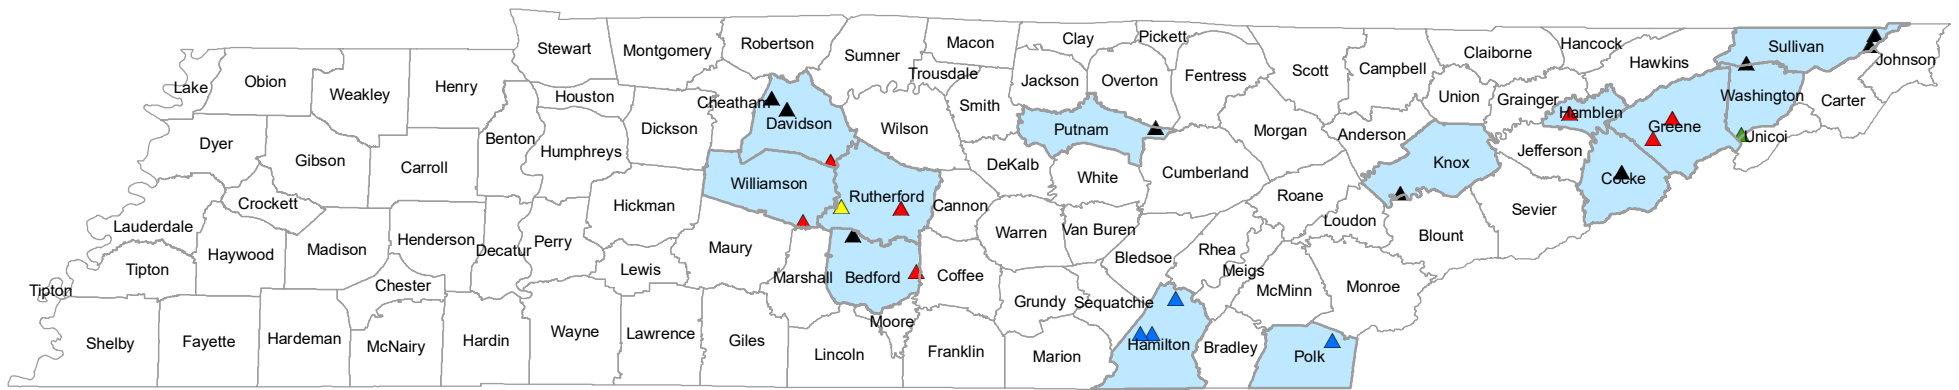 Stewart
Montgomery
Robertson
Sumner
Macon
Clay
Pickett
Scott
Campbell
Claiborne
Hancock
Hawkins
Sullivan
Johnson
Lake
Obion
Weakley
Henry
Houston
Cheatham
Davidson
Trousdale
Smith
Jackson
Overton
Fentress
Union
Grainger
Hamblen
Greene
Washington
Carter
Unicoi
Dyer
Gibson
Carroll
Benton
Humphreys
Dickson
Wilson
Putnam
Morgan
Anderson
Knox
Jefferson
Cocke
Crockett
Williamson
Rutherford
DeKalb
White
Cumberland
Roane
Sevier
Lauderdale
Haywood
Madison
Henderson
Decatur
Perry
Hickman
Maury
Cannon
Warren
Van Buren
Loudon
Blount
Tipton
Tipton
Chester
Lewis
Marshall
Bedford
Coffee
Grundy
Sequatchie
Bledsoe
Rhea
Meigs
McMinn
Monroe
Shelby
Fayette
Hardeman
McNairy
Hardin
Wayne
Lawrence
Giles
Lincoln
Moore
Franklin
Marion
Hamilton
Bradley
Polk